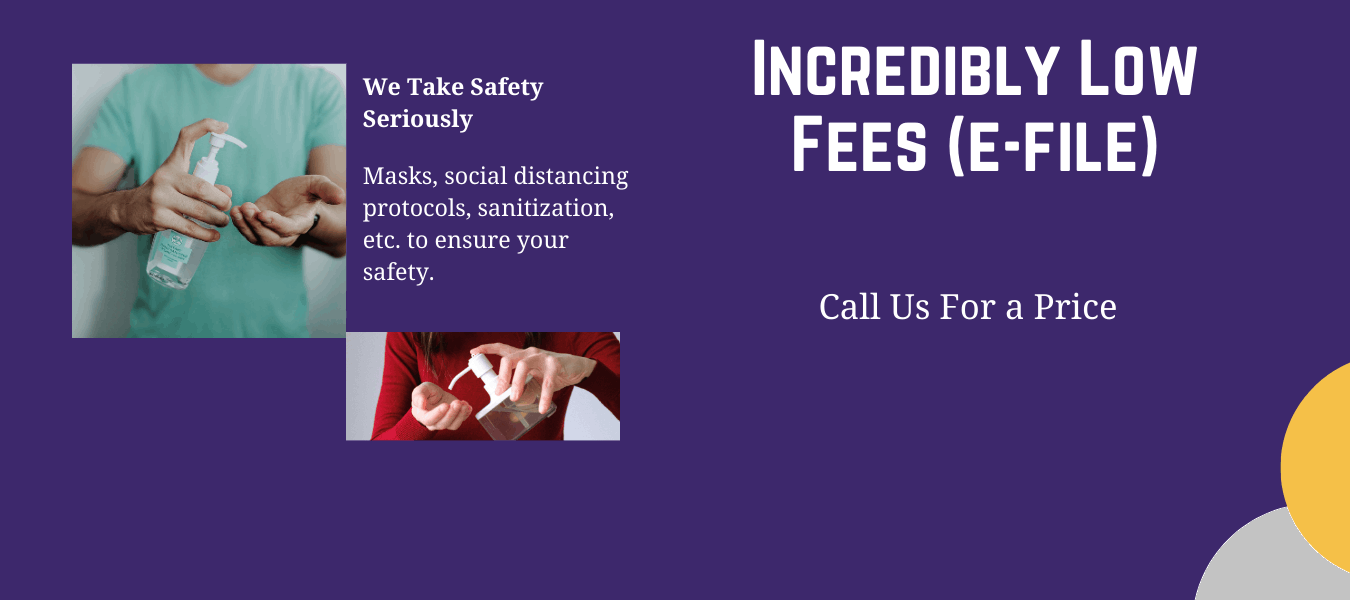 We Take Safety
Seriously
Masks, social distancing
protocols, sanitization,
etc. to ensure your
safety.
Incredibly Low
Fees (e-file)
Call Us For a Price